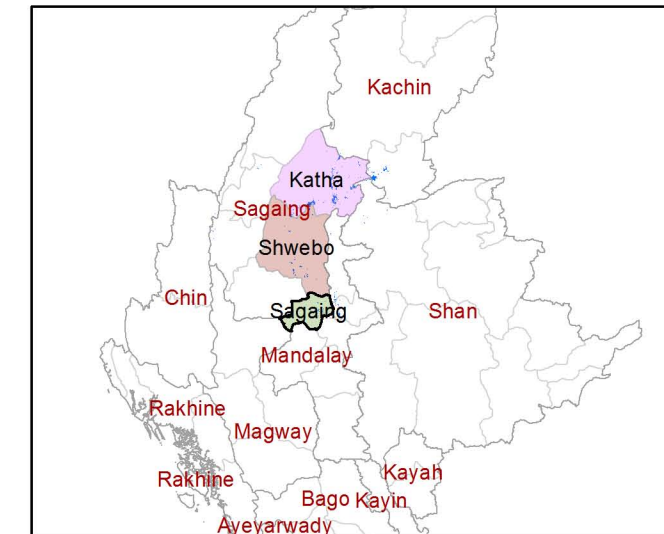 Kachin
Katha
Sagaing
Shwebo
Chin
Sagaing
Shan
Mandalay
Rakhine
Magway
Rakhine
Kayah
Bago
Kayin
Ayeyarwady